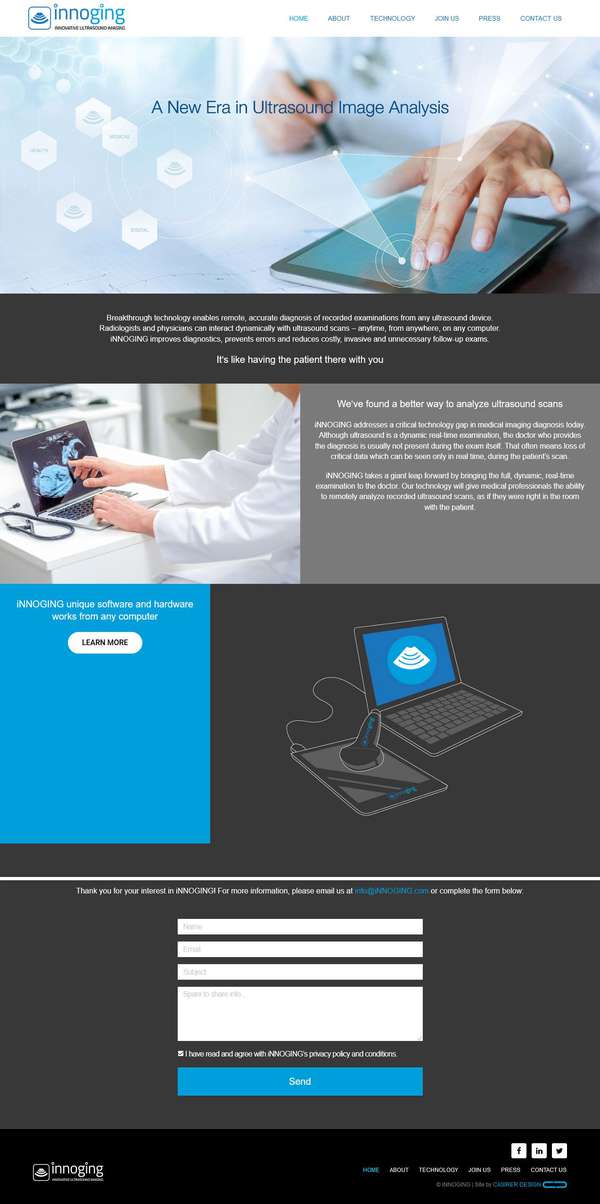 innoging
INNOVATIVE ULTRASOUND IMAGING
HOME ABOUT TECHNOLOGY JOIN US PRESS CONTACT US
A New Era in Ultrasound Image Analysis
HEALTH
MEDICINE
DIGITAL
Breakthrough technology enables remote, accurate diagnosis of recorded examinations from any ultrasound device.
Radiologists and physicians can interact dynamically with ultrasound scans – anytime, from anywhere, on any computer.
iNNOGING improves diagnostics, prevents errors and reduces costly, invasive and unnecessary follow-up exams.
It's like having the patient there with you
We've found a better way to analyze ultrasound scans
iNNOGING addresses a critical technology gap in medical imaging diagnosis today.
Although ultrasound is a dynamic real-time examination, the doctor who provides
the diagnosis is usually not present during the exam itself. That often means loss of
critical data which can be seen only in real time, during the patient's scan.
iNNOGING takes a giant leap forward by bringing the full, dynamic, real-time
examination to the doctor. Our technology will give medical professionals the ability
to remotely analyze recorded ultrasound scans, as if they were right in the room
with the patient.
iNNOGING unique software and hardware
works from any computer
LEARN MORE
innoging
innoging
Thank you for your interest in iNNOGING! For more information, please email us at info@iNNOGING.com or complete the form below:
Name
Email
Subject
Space to share info...
I have read and agree with iNNOGING's privacy policy and conditions.
Send
innoging
INNOVATIVE ULTRASOUND IMAGING
HOME ABOUT TECHNOLOGY JOIN US PRESS CONTACT US
© INNOGING | Site by CASIRER DESIGN